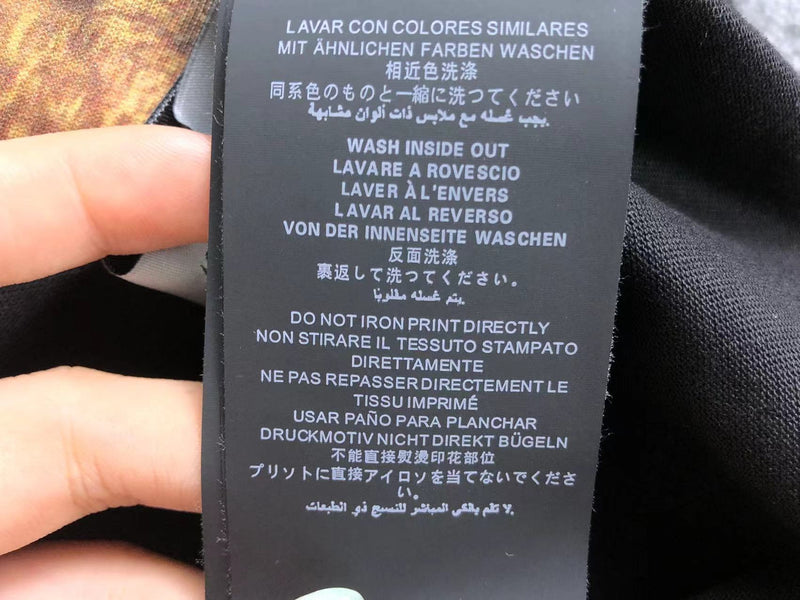 LAVAR CON COLORES SIMILARES
MIT ÄHNLICHEN FARBEN WASCHEN
相近色洗涤
同系色のものと一縮に洗つてください
يجب غسله مع ملابس ذات ألوان مشابهة.
WASH INSIDE OUT
LAVARE A ROVESCIO
LAVER À L'ENVERS
LAVAR AL REVERSO
VON DER INNENSEITE WASCHEN
反面洗涤
裹返して洗つてください。
يتم غسله مقلوبًا.
DO NOT IRON PRINT DIRECTLY
NON STIRARE IL TESSUTO STAMPATO
DIRETTAMENTE
NE PAS REPASSER DIRECTEMENT LE
TISSU IMPRIMÉ
USAR PAÑO PARA PLANCHAR
DRUCKMOTIV NICHT DIREKT BÜGELN
不能直接熨烫印花部位
プリソトに直接アイロソを当てないでくださ
い。
لا تقم بالكي المباشر للنسيج ذو الطبعات.